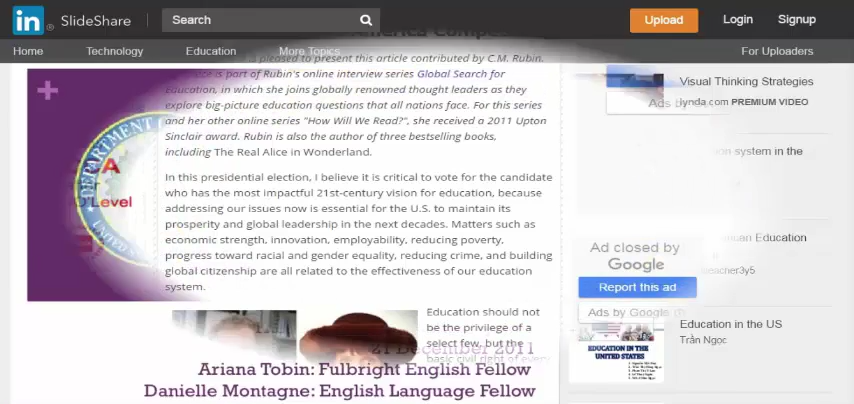 in SlideShare
Search
Upload
Login
Signup
Home
Technology
Education
More Topics
For Uploaders
pleased to present this article contributed by C.M. Rubin.
is part of Rubin's online interview series Global Search for
Education, in which she joins globally renowned thought leaders as they
explore big-picture education questions that all nations face. For this series
and her other online series "How Will We Read?", she received a 2011 Upton
Sinclair award. Rubin is also the author of three bestselling books,
including The Real Alice in Wonderland.
In this presidential election, I believe it is critical to vote for the candidate
who has the most impactful 21st-century vision for education, because
addressing our issues now is essential for the U.S. to maintain its
prosperity and global leadership in the next decades. Matters such as
economic strength, innovation, employability, reducing poverty,
progress toward racial and gender equality, reducing crime, and building
global citizenship are all related to the effectiveness of our education
system.
Education should not
be the privilege of a
select few, but the
basic civil right of every
21 December 2011
Ariana Tobin: Fulbright English Fellow
Danielle Montagne: English Language Fellow
DEPARTMENT
Level
Visual Thinking Strategies
lynda.com PREMIUM VIDEO
Ads by
system in the
Education
Ad closed by
Google
Report this ad
Ads by Google
Education in the US
Trần Ngọc
EDUCATION IN THE
UNITED STATES